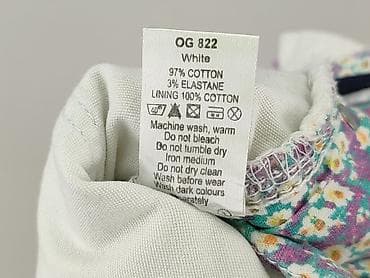 OG 822
White
97% COTTON
3% ELASTANE
LINING 100% COTTON
Machine wash, warm
Do not bleach
Do not tumble dry
Iron medium
Do not dry clean
Wash before wear
Wash dark colours